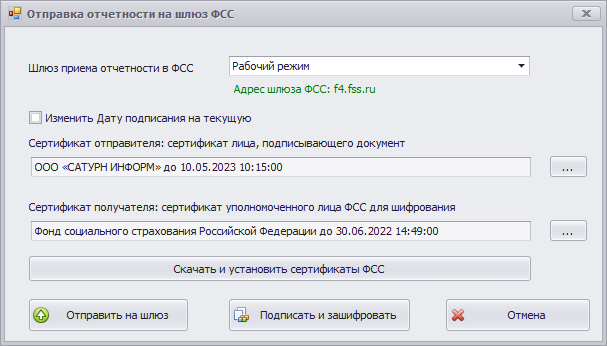 Отправка отчетности на шлюз ФСС
Шлюз приема отчетности в ФСС
Рабочий режим
Адрес шлюза ФСС: f4.fss.ru
Изменить Дату подписания на текущую
Сертификат отправителя: сертификат лица, подписывающего документ
ООО «САТУРН ИНФОРМ» до 10.05.2023 10:15:00
...
Сертификат получателя: сертификат уполномоченного лица ФСС для шифрования
Фонд социального страхования Российской Федерации до 30.06.2022 14:49:00
...
Скачать и установить сертификаты ФСС
Отправить на шлюз
Подписать и зашифровать
Отмена